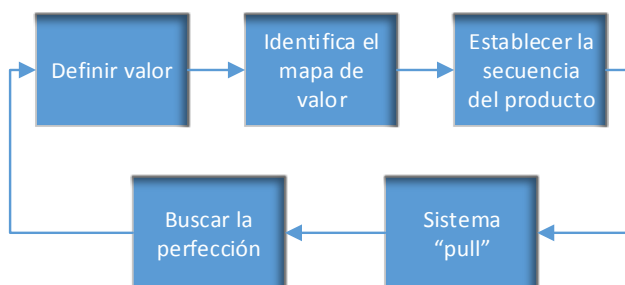 Definir valor
Identifica el
mapa de
valor
Establecer la
secuencia
del producto
Buscar la
perfección
Sistema
“pull”